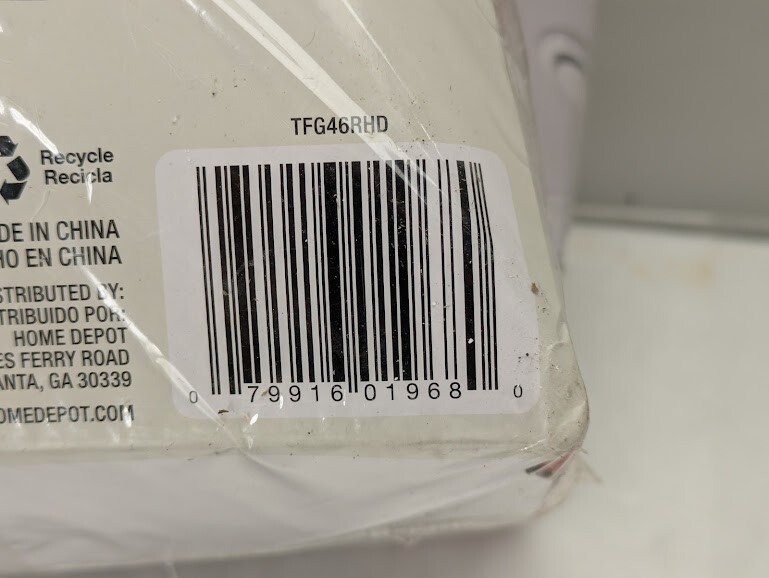 TFG46RHD
Recycle
Recicla
DE IN CHINA
HO EN CHINA
STRIBUTED BY:
TRIBUIDO POR:
HOME DEPOT
ES FERRY ROAD
ANTA, GA 30339
OMEDEPOT.COM
0 79916 01968 0